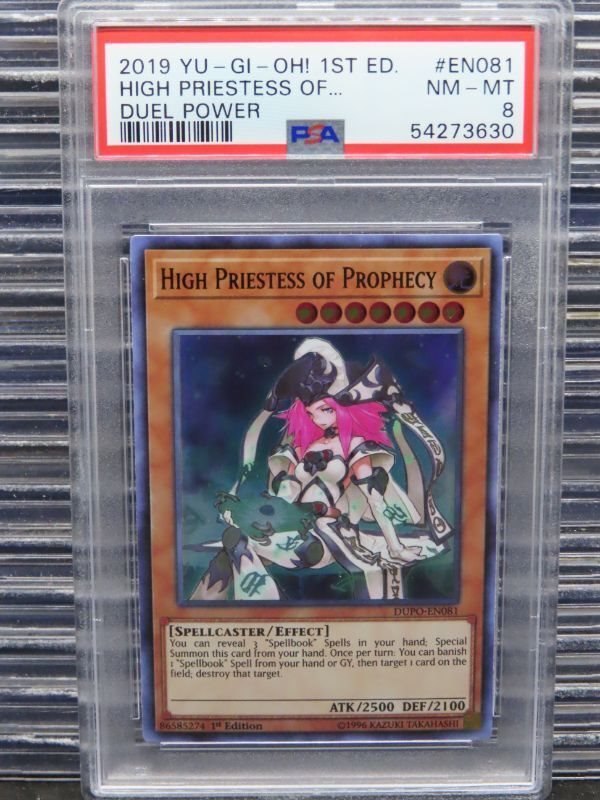 2019 YU-GI-OH! 1ST ED. #EN081
HIGH PRIESTESS OF... NM-MT
DUEL POWER 8
PSA 54273630
HIGH PRIESTESS OF PROPHECY
DUPO-EN081
[SPELLCASTER/EFFECT]
You can reveal 3 "Spellbook" Spells in your hand; Special
Summon this card from your hand. Once per turn: You can banish
1 "Spellbook" Spell from your hand or GY, then target 1 card on the
field; destroy that target.
ATK/2500 DEF/2100
86585274 1st Edition ©1996 KAZUKI TAKAHASHI